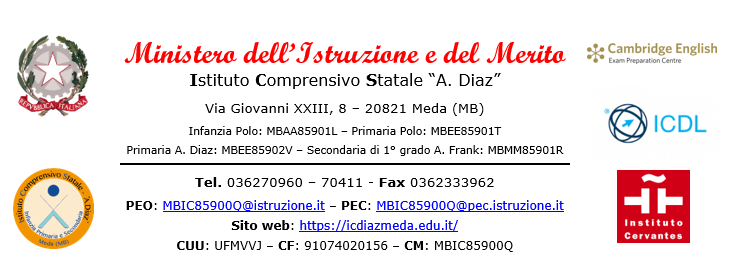 Ministero dell'Istruzione e del Merito
Istituto Comprensivo Statale “A. Diaz”
Via Giovanni XXIII, 8 – 20821 Meda (MB)
Infanzia Polo: MBAA85901L – Primaria Polo: MBEE85901T
Primaria A. Diaz: MBEE85902V – Secondaria di 1° grado A. Frank: MBMM85901R
Tel. 036270960 – 70411 - Fax 0362333962
PEO: MBIC85900Q@istruzione.it – PEC: MBIC85900Q@pec.istruzione.it
Sito web: https://icdiazmeda.edu.it/
CUU: UFMVVJ – CF: 91074020156 – CM: MBIC85900Q
REPVBBLICA ITALIANA
Istituto Comprensivo Statale "A.Diaz"
Infanzia Primaria e Secondaria
Meda (MB)
Cambridge English
Exam Preparation Centre
ICDL
Instituto
Cervantes